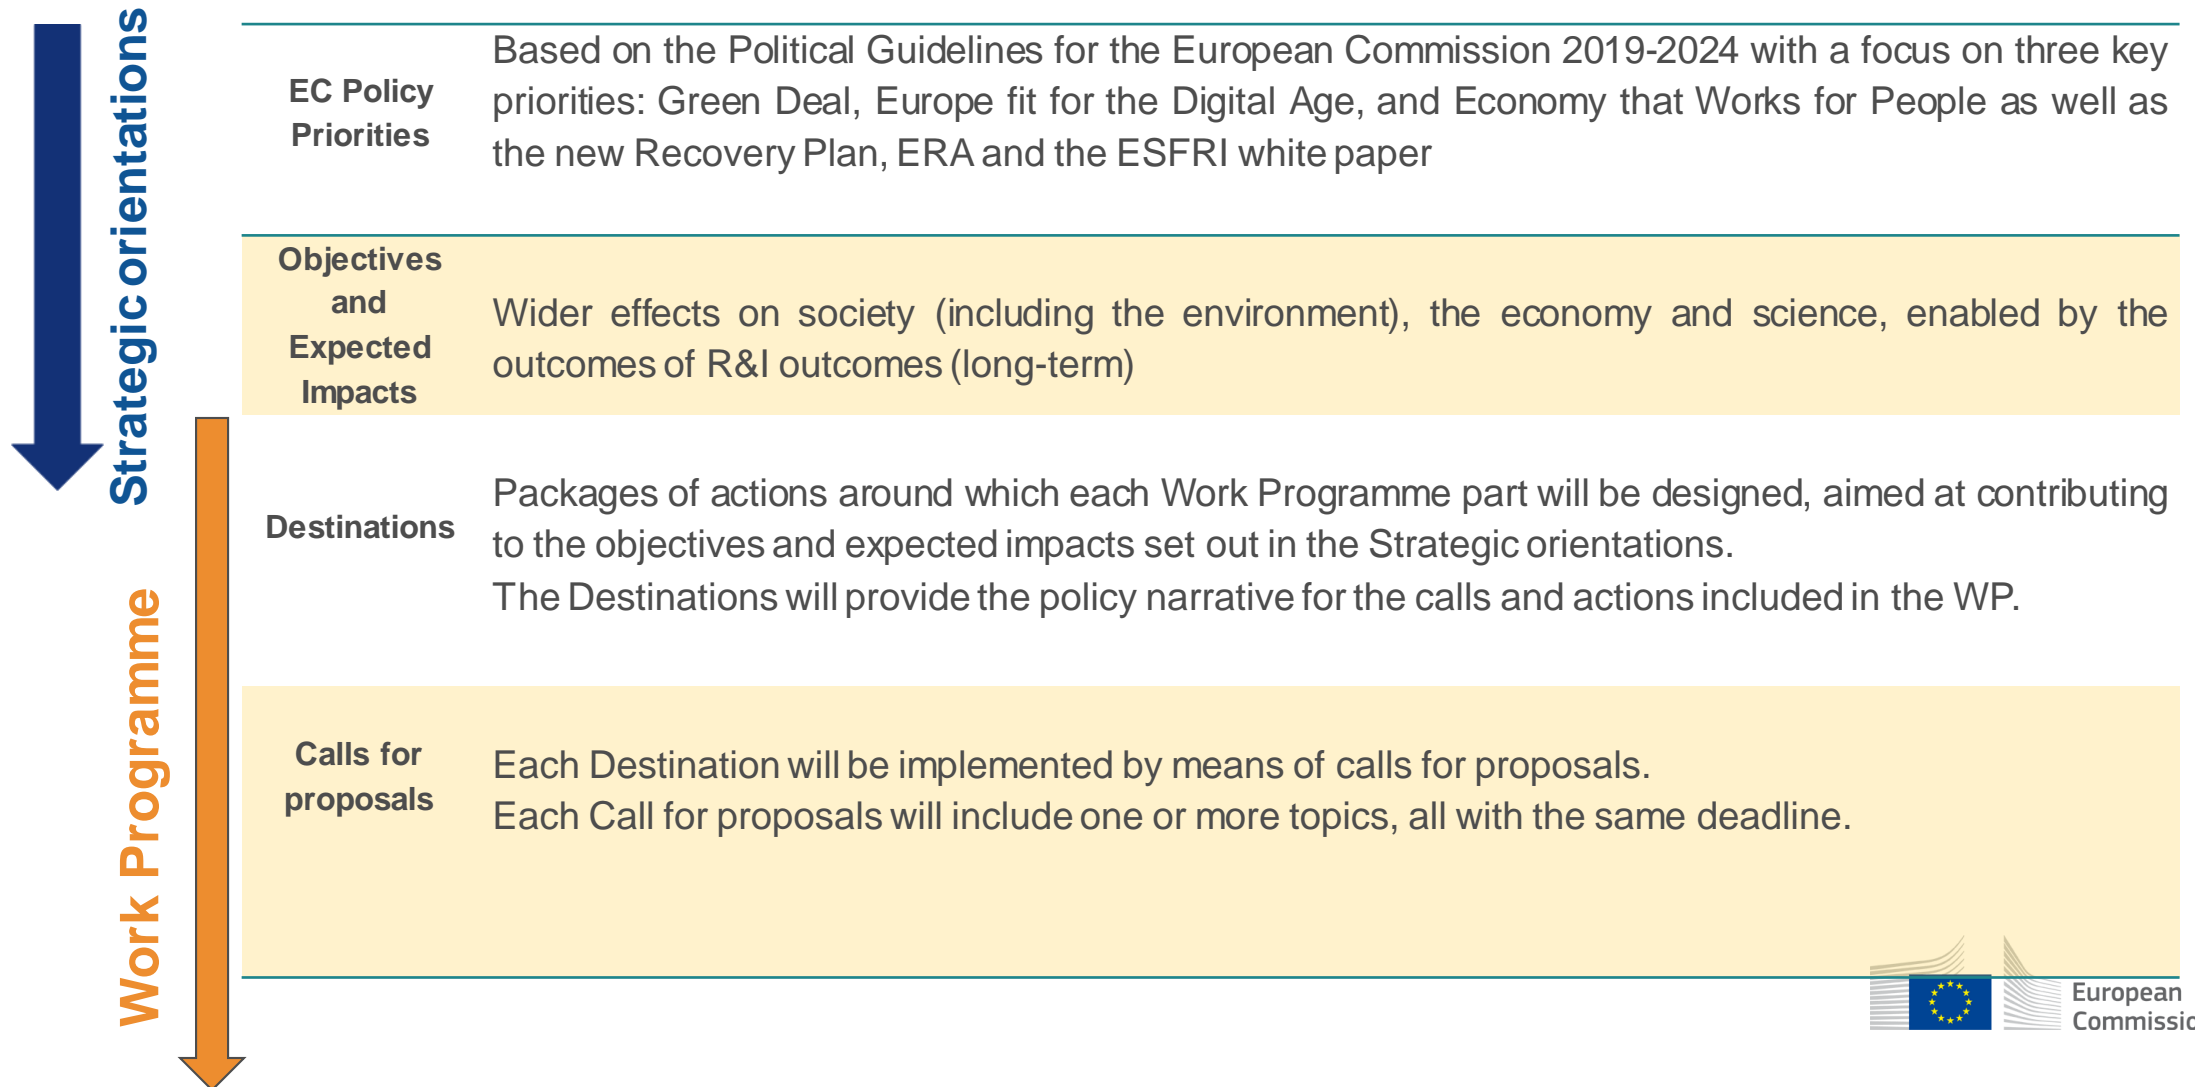 Strategic orientations
EC Policy
Priorities
Based on the Political Guidelines for the European Commission 2019-2024 with a focus on three key
priorities: Green Deal, Europe fit for the Digital Age, and Economy that Works for People as well as
the new Recovery Plan, ERA and the ESFRI white paper
Objectives
and
Expected
Impacts
Wider effects on society (including the environment), the economy and science, enabled by the
outcomes of R&I outcomes (long-term)
Destinations
Packages of actions around which each Work Programme part will be designed, aimed at contributing
to the objectives and expected impacts set out in the Strategic orientations.
The Destinations will provide the policy narrative for the calls and actions included in the WP.
Work Programme
Calls for
proposals
Each Destination will be implemented by means of calls for proposals.
Each Call for proposals will include one or more topics, all with the same deadline.
European
Commissio